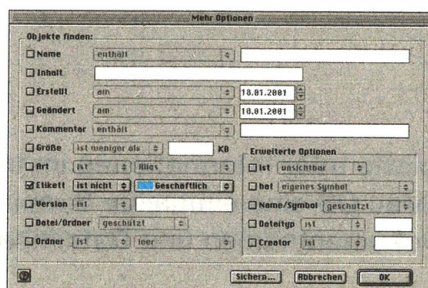 Mehr Optionen
Objekte finden:
Name enthält
Inhalt
Erstellt am 18.01.2001
Geändert am 18.01.2001
Kommentar enthält
Größe ist weniger als KB
Art ist Alles
Etikett ist nicht Geschäftlich
Version ist
Datei/Ordner geschützt
Ordner ist leer
Erweiterte Optionen
ist unsichtbar
hat eigenes Symbol
Name/Symbol geschützt
Dateityp ist
Creator ist
Sichern... Abbrechen OK